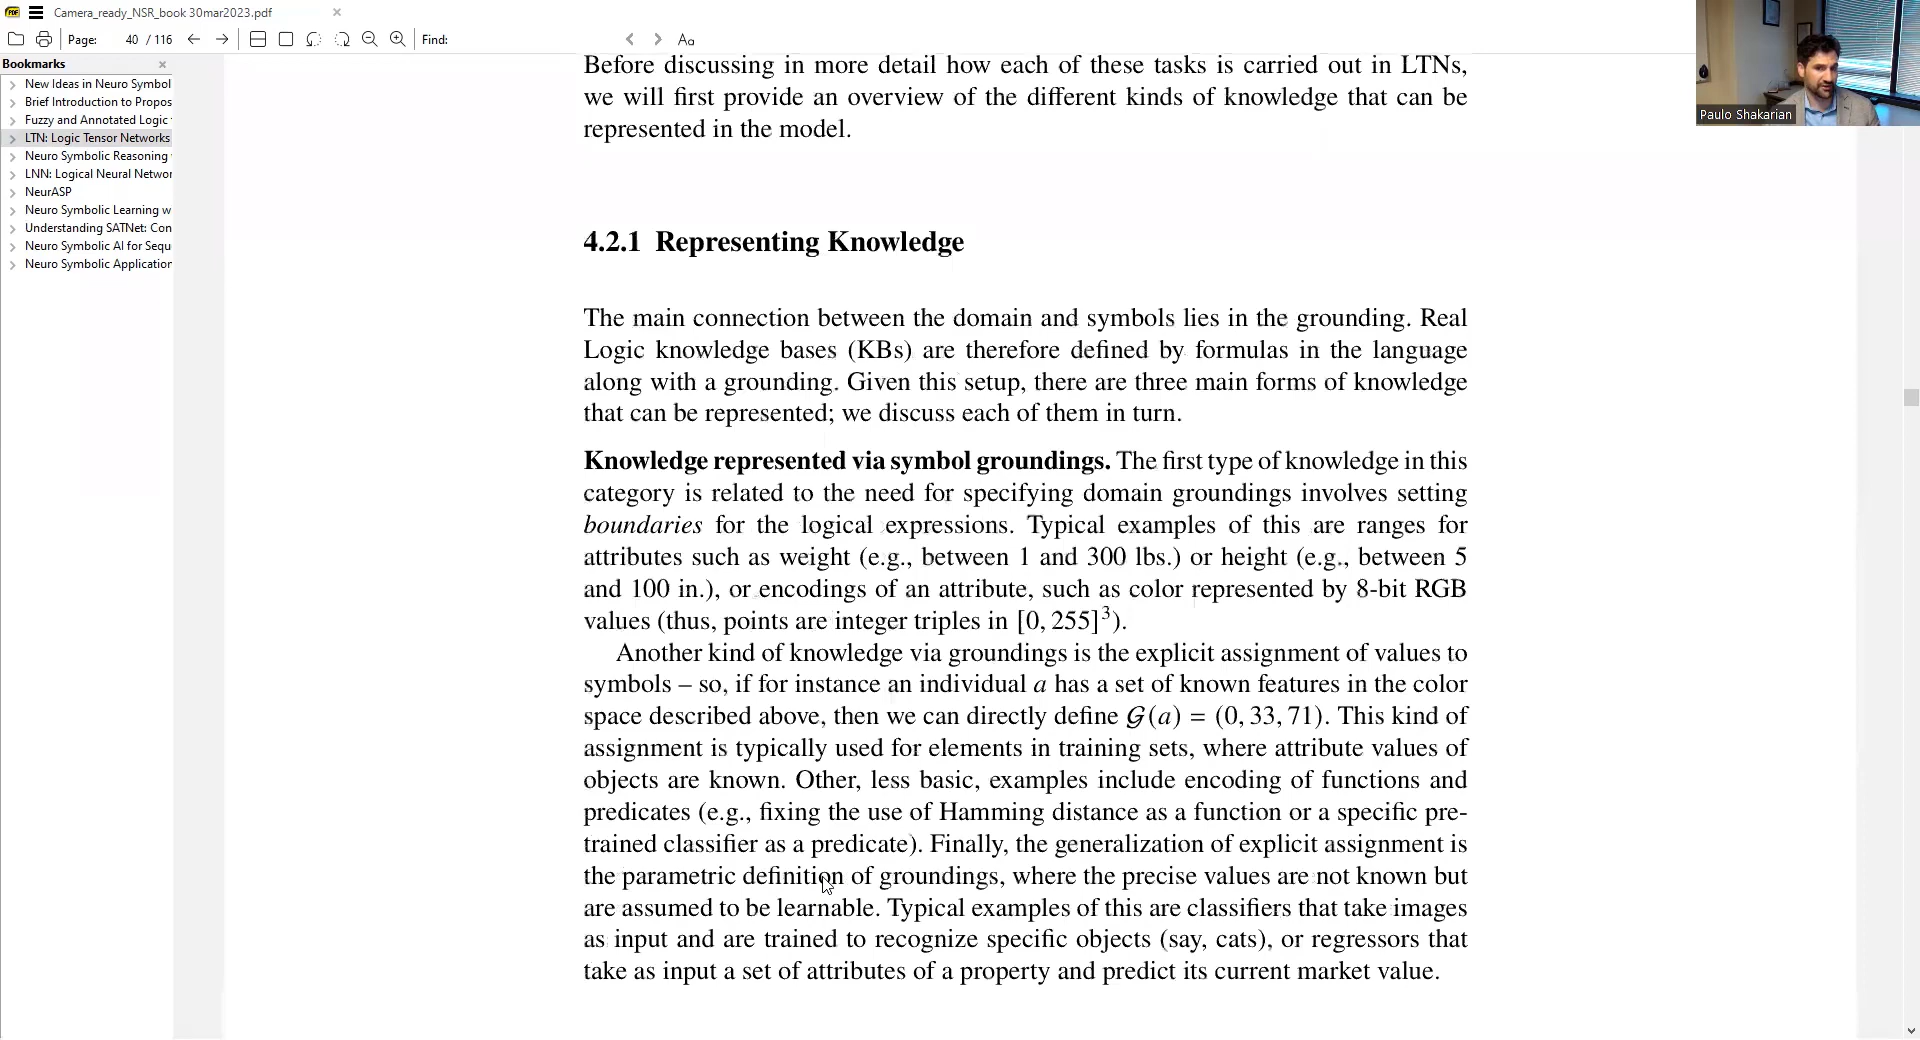 Camera_ready_NSR_book 30mar2023.pdf
Page: 40 / 116
Find:
Aa
Bookmarks
New Ideas in Neuro Symbol
Brief Introduction to Propos
Fuzzy and Annotated Logic
LTN: Logic Tensor Networks
Neuro Symbolic Reasoning
LNN: Logical Neural Networ
NeurASP
Neuro Symbolic Learning w
Understanding SATNet: Con
Neuro Symbolic AI for Sequ
Neuro Symbolic Application
Paulo Shakarian
Before discussing in more detail how each of these tasks is carried out in LTNs,
we will first provide an overview of the different kinds of knowledge that can be
represented in the model.
4.2.1 Representing Knowledge
The main connection between the domain and symbols lies in the grounding. Real
Logic knowledge bases (KBs) are therefore defined by formulas in the language
along with a grounding. Given this setup, there are three main forms of knowledge
that can be represented; we discuss each of them in turn.
Knowledge represented via symbol groundings. The first type of knowledge in this
category is related to the need for specifying domain groundings involves setting
boundaries for the logical expressions. Typical examples of this are ranges for
attributes such as weight (e.g., between 1 and 300 lbs.) or height (e.g., between 5
and 100 in.), or encodings of an attribute, such as color represented by 8-bit RGB
values (thus, points are integer triples in [0, 255]³).
Another kind of knowledge via groundings is the explicit assignment of values to
symbols – so, if for instance an individual a has a set of known features in the color
space described above, then we can directly define 𝒢(a) = (0, 33, 71). This kind of
assignment is typically used for elements in training sets, where attribute values of
objects are known. Other, less basic, examples include encoding of functions and
predicates (e.g., fixing the use of Hamming distance as a function or a specific pre-
trained classifier as a predicate). Finally, the generalization of explicit assignment is
the parametric definition of groundings, where the precise values are not known but
are assumed to be learnable. Typical examples of this are classifiers that take images
as input and are trained to recognize specific objects (say, cats), or regressors that
take as input a set of attributes of a property and predict its current market value.